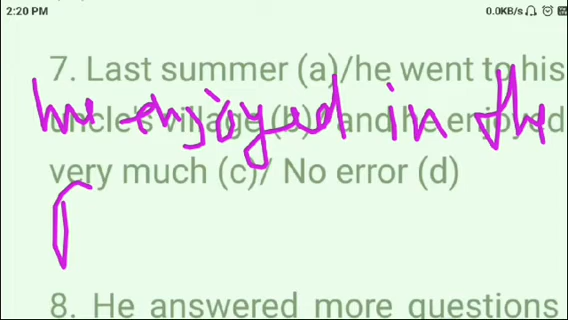 2:20 PM 0.0KB/s
7. Last summer (a)/he went to his
uncle's village (b)/ and he enjoyed
he enjoyed in the
very much (c)/ No error (d)
8. He answered more questions